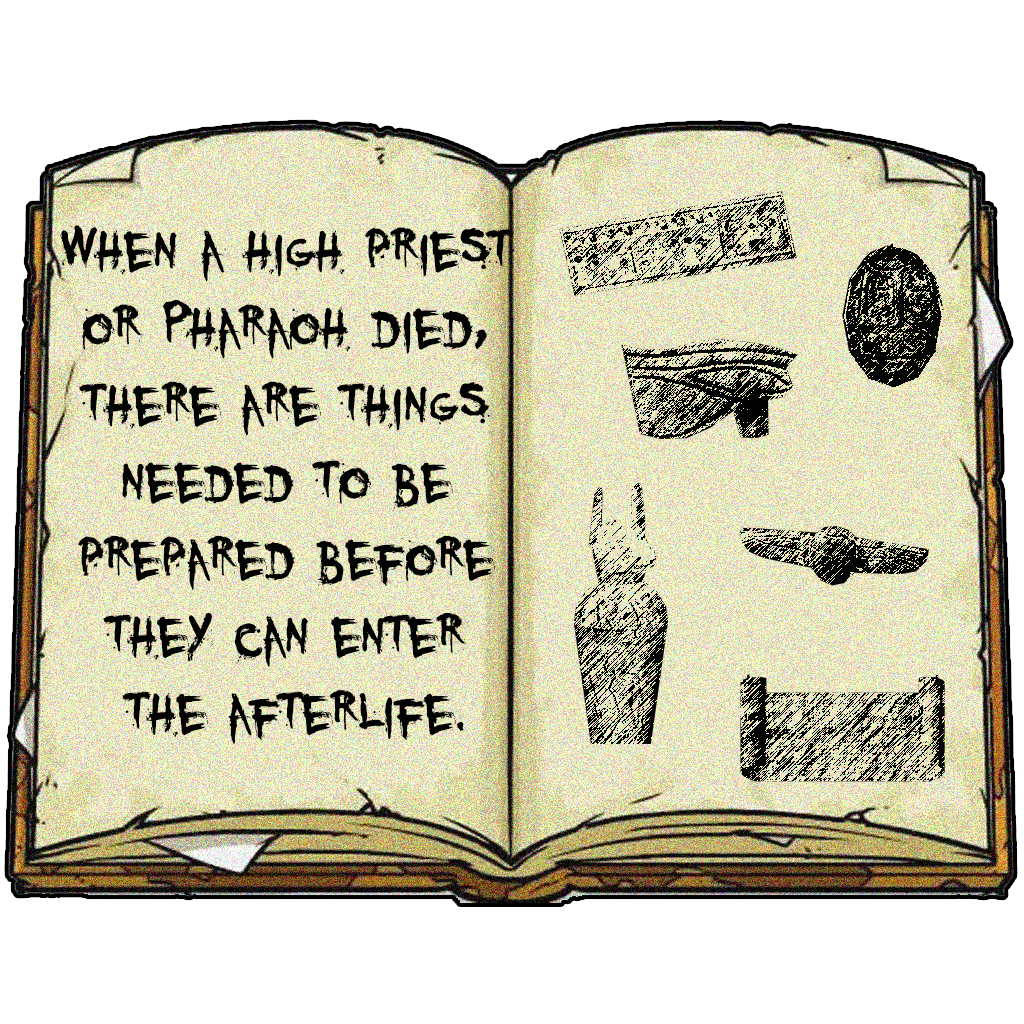 WHEN A HIGH PRIEST
OR PHARAOH DIED,
THERE ARE THINGS
NEEDED TO BE
PREPARED BEFORE
THEY CAN ENTER
THE AFTERLIFE.